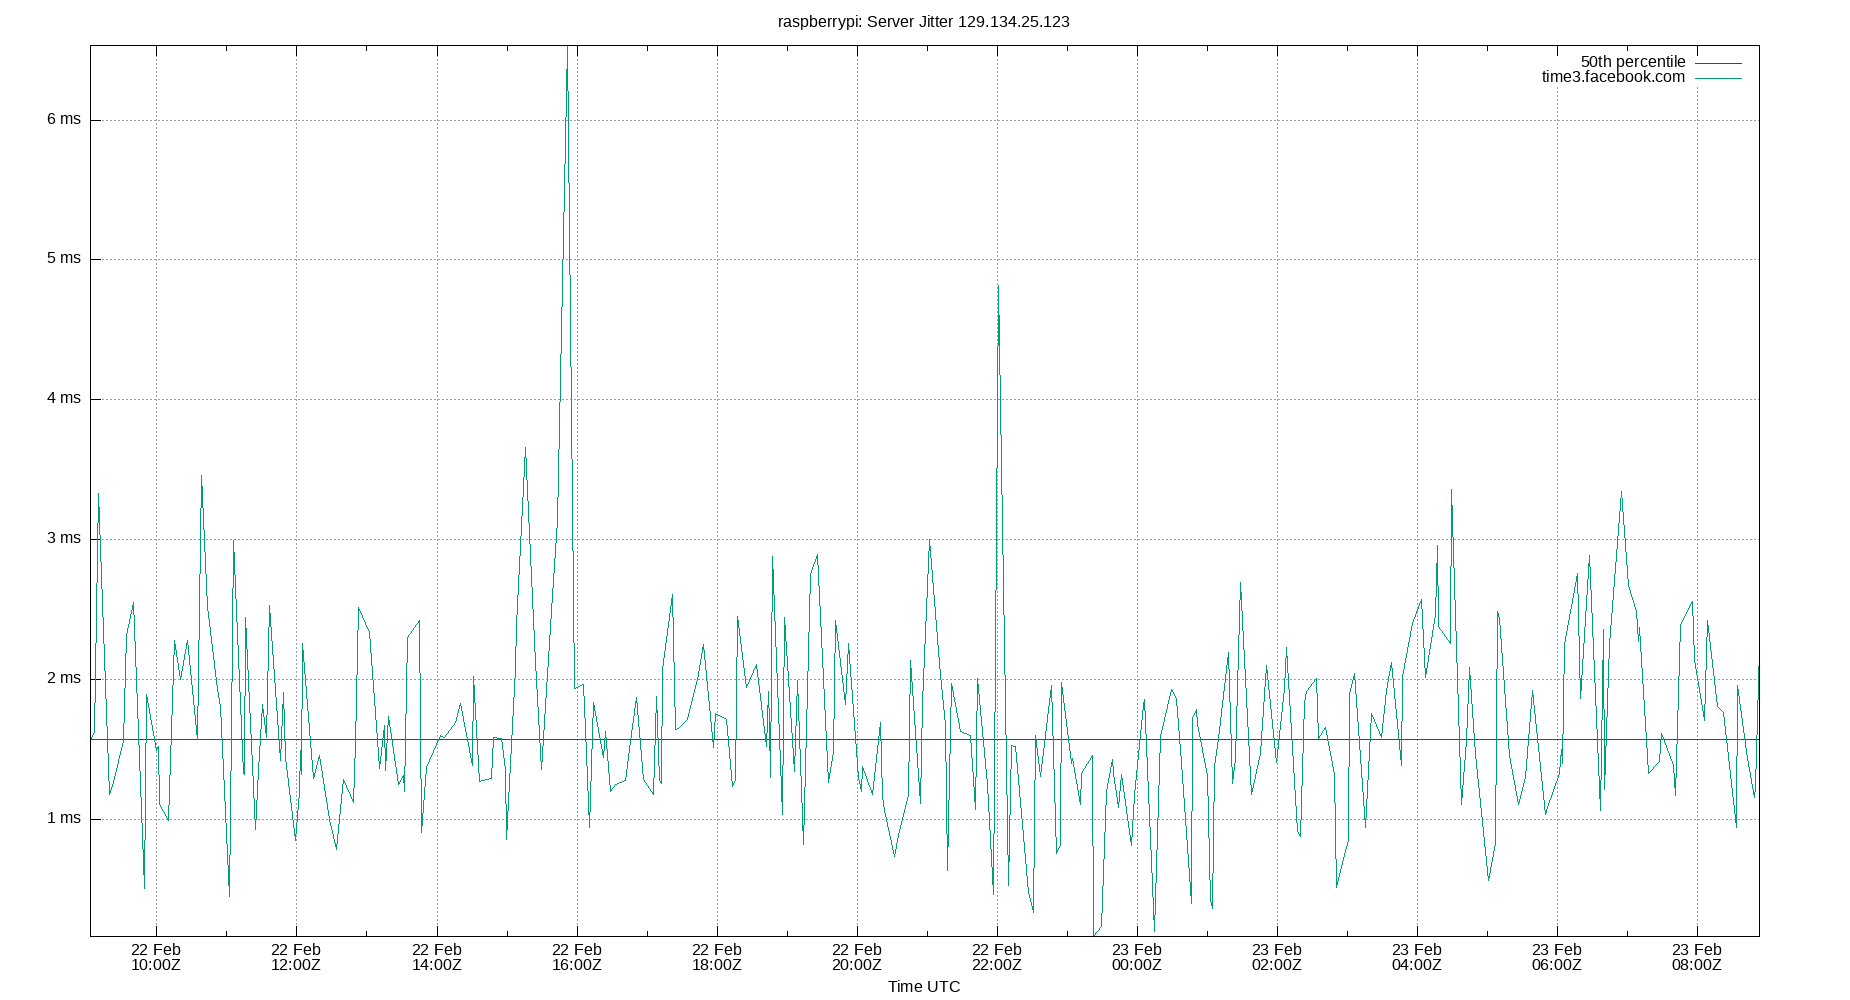 raspberrypi: Server Jitter 129.134.25.123
50th percentile
time3.facebook.com
6 ms
5 ms
4 ms
3 ms
2 ms
1 ms
22 Feb 22 Feb 22 Feb 22 Feb 22 Feb 22 Feb 22 Feb 23 Feb 23 Feb 23 Feb 23 Feb 23 Feb
10:00Z 12:00Z 14:00Z 16:00Z 18:00Z 20:00Z 22:00Z 00:00Z 02:00Z 04:00Z 06:00Z 08:00Z
Time UTC